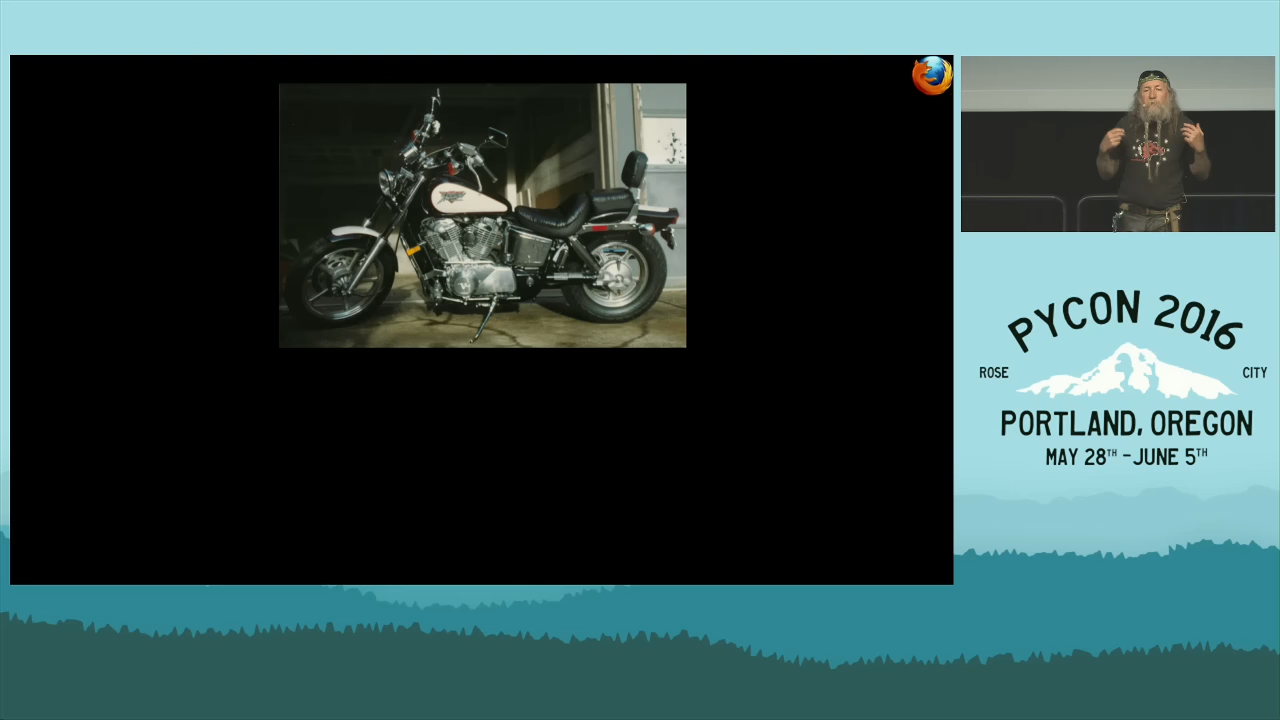 PYCON 2016
ROSE
CITY
PORTLAND, OREGON
MAY 28TH - JUNE 5TH